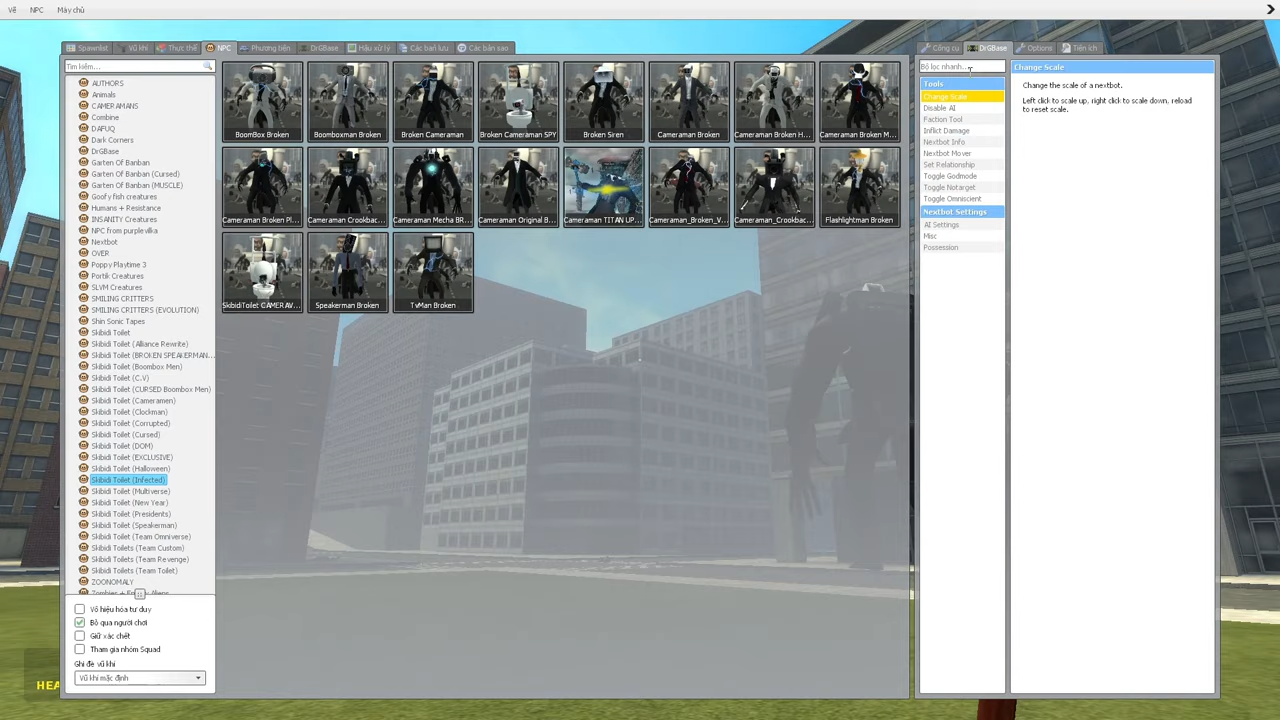 Vẽ NPC Máy chủ
Spawnlist Vũ khí Thực thể NPC Phương tiện DrGBase Hậu xử lý Các bản lưu Các bản sao
Công cụ DrGBase Options Tiện ích
Tìm kiếm...
AUTHORS
Animals
CAMERAMANS
Combine
DAFUQ
Dark Corners
DrGBase
Garten Of Banban
Garten Of Banban (Cursed)
Garten Of Banban (MUSCLE)
Goofy fish creatures
Humans + Resistance
INSANITY Creatures
NPC from purplevilka
Nextbot
OVER
Poppy Playtime 3
Portik Creatures
SLVM Creatures
SMILING CRITTERS
SMILING CRITTERS (EVOLUTION)
Shin Sonic Tapes
Skibidi Toilet
Skibidi Toilet (Alliance Rewrite)
Skibidi Toilet (BROKEN SPEAKERMAN...
Skibidi Toilet (Boombox Men)
Skibidi Toilet (C.V)
Skibidi Toilet (CURSED Boombox Men)
Skibidi Toilet (Cameramen)
Skibidi Toilet (Clockman)
Skibidi Toilet (Corrupted)
Skibidi Toilet (Cursed)
Skibidi Toilet (DOM)
Skibidi Toilet (EXCLUSIVE)
Skibidi Toilet (Halloween)
Skibidi Toilet (Infected)
Skibidi Toilet (Multiverse)
Skibidi Toilet (New Year)
Skibidi Toilet (Presidents)
Skibidi Toilet (Speakerman)
Skibidi Toilet (Team Omniverse)
Skibidi Toilets (Team Custom)
Skibidi Toilets (Team Revenge)
Skibidi Toilets (Team Toilet)
ZOONOMALY
Zombies + Aliens
Vô hiệu hóa tư duy
Bỏ qua người chơi
Giữ xác chết
Tham gia nhóm Squad
Ghi đè vũ khí
Vũ khí mặc định
HEA
BoomBox Broken Boomboxman Broken Broken Cameraman Broken Cameraman SPY Broken Siren Cameraman Broken Cameraman Broken H... Cameraman Broken M...
Cameraman Broken Pl... Cameraman Crookbac... Cameraman Mecha BR... Cameraman Original B... Cameraman TITAN UP... Cameraman_Broken_V... Cameraman_Crookbac... Flashlightman Broken
SkibidiToilet CAMERAV... Speakerman Broken TvMan Broken
Bộ lọc nhanh...
Tools
Change Scale
Disable AI
Faction Tool
Inflict Damage
Nextbot Info
Nextbot Mover
Set Relationship
Toggle Godmode
Toggle Notarget
Toggle Omniscient
Nextbot Settings
AI Settings
Misc
Possession
Change Scale
Change the scale of a nextbot.
Left click to scale up, right click to scale down, reload
to reset scale.